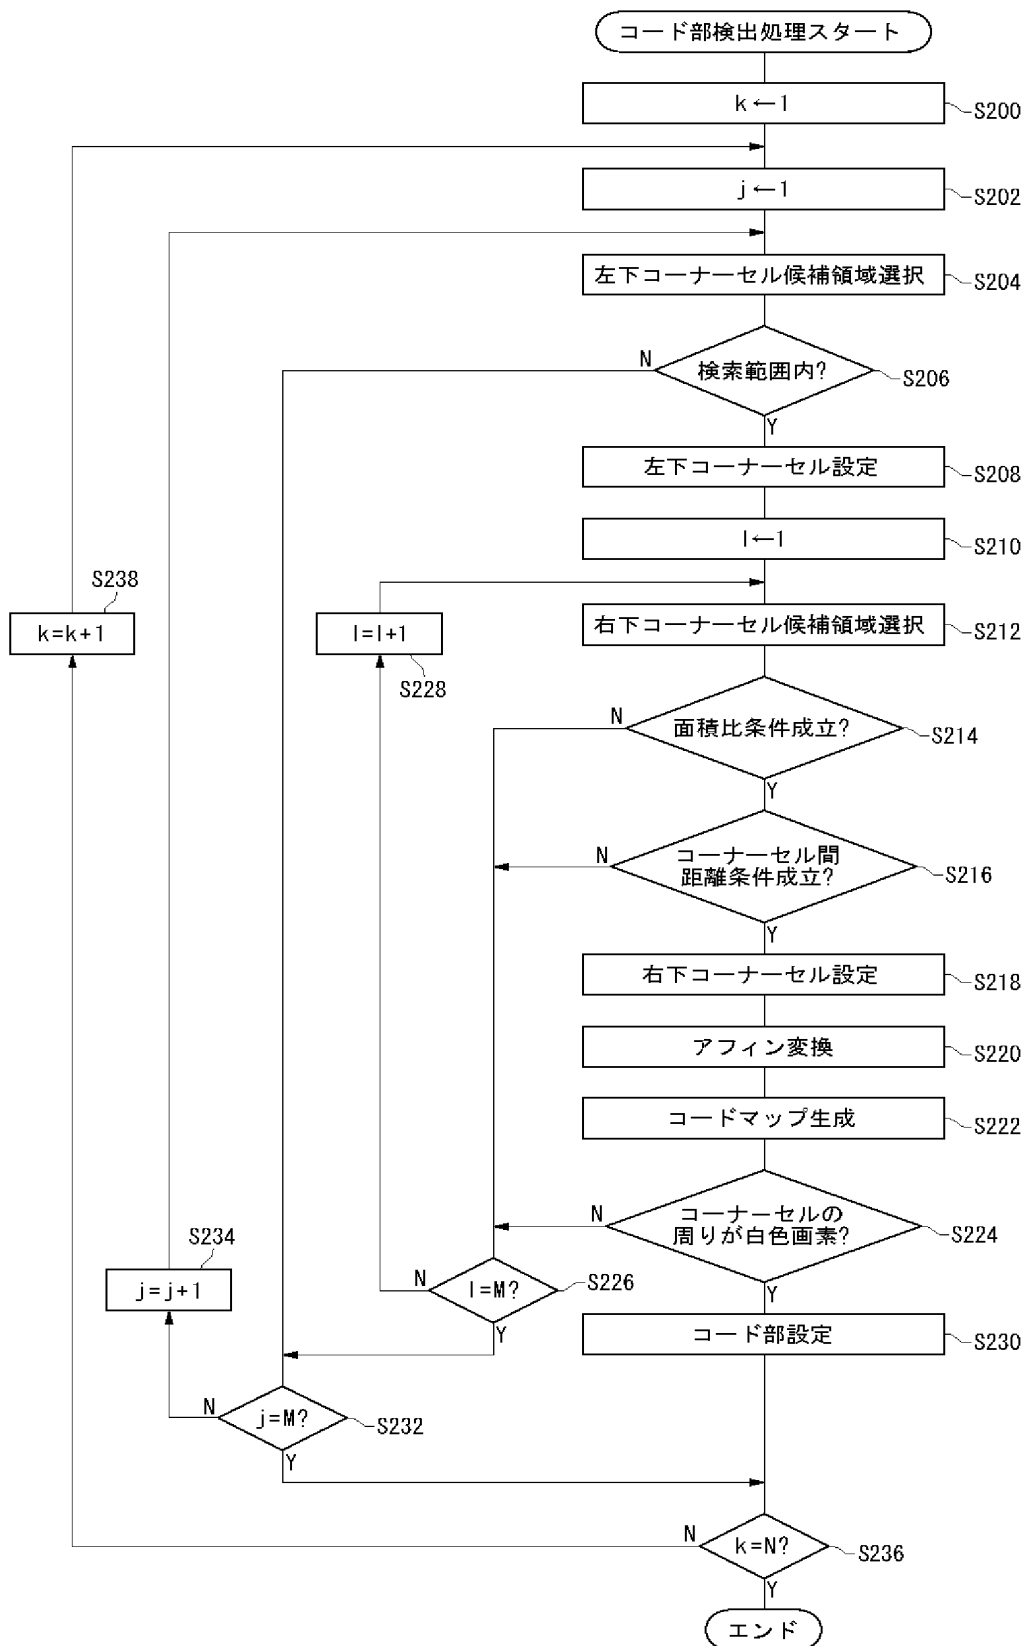 コード部検出処理スタート
k←1
S200
j←1
S202
左下コーナーセル候補領域選択
S204
N
検索範囲内?
S206
Y
左下コーナーセル設定
S208
l←1
S210
S238
k=k+1
l=l+1
S228
右下コーナーセル候補領域選択
S212
N
面積比条件成立?
S214
Y
N
コーナーセル間
距離条件成立?
S216
Y
右下コーナーセル設定
S218
アフィン変換
S220
コードマップ生成
S222
N
コーナーセルの
周りが白色画素?
S224
Y
S234
j=j+1
N
l=M?
S226
Y
コード部設定
S230
N
j=M?
S232
Y
N
k=N?
S236
Y
エンド